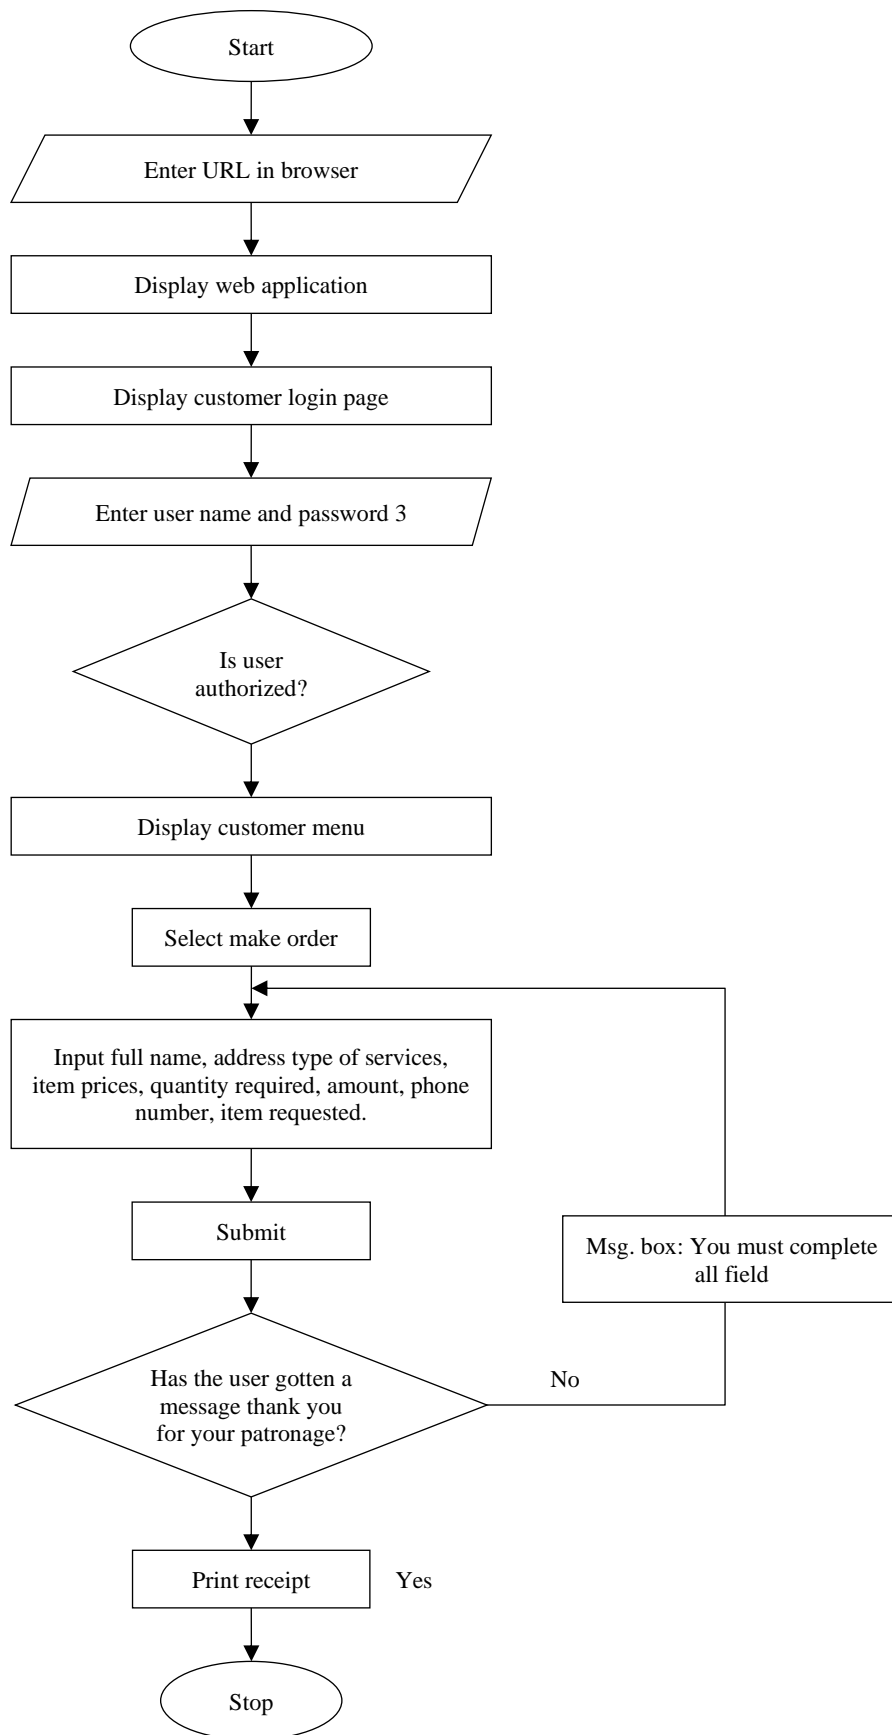 Start
Enter URL in browser
Display web application
Display customer login page
Enter user name and password 3
Is user
authorized?
Display customer menu
Select make order
Input full name, address type of services,
item prices, quantity required, amount, phone
number, item requested.
Submit
Msg. box: You must complete
all field
Has the user gotten a
message thank you
for your patronage?
No
Print receipt
Yes
Stop